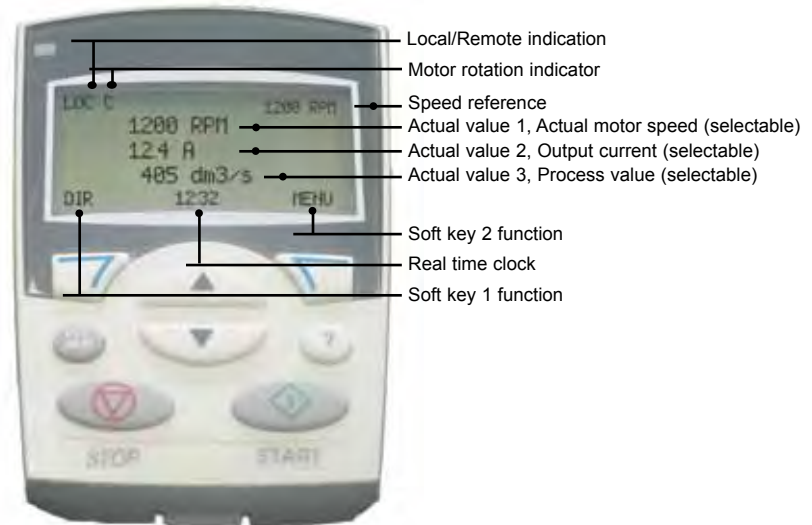 Local/Remote indication
Motor rotation indicator
LOC
1200 RPM
Speed reference
1200 RPM
Actual value 1, Actual motor speed (selectable)
12.4 A
Actual value 2, Output current (selectable)
405 dm3/s
Actual value 3, Process value (selectable)
DIR
12:32
MENU
Soft key 2 function
Real time clock
Soft key 1 function
?
STOP
START